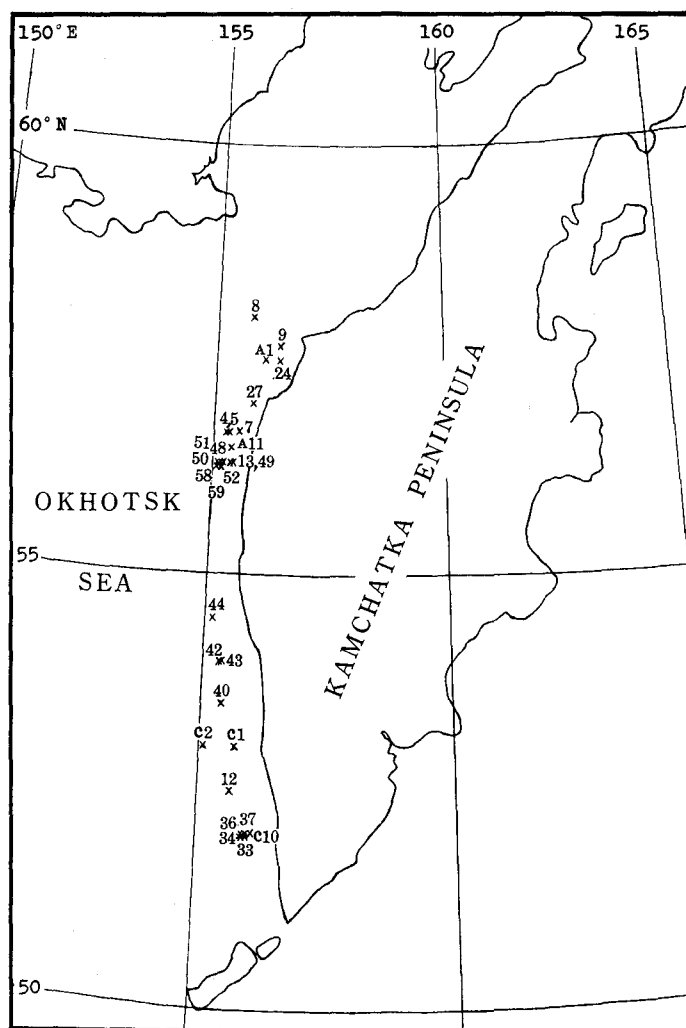 150°E 155 160 165
60°N
8
9
A1
24
27
45 7
51 48 A11
50 13,49
58 52
59
OKHOTSK
SEA
KAMCHATKA PENINSULA
55
44
42 43
40
C2 C1
12
36 37
34 C10
33
50